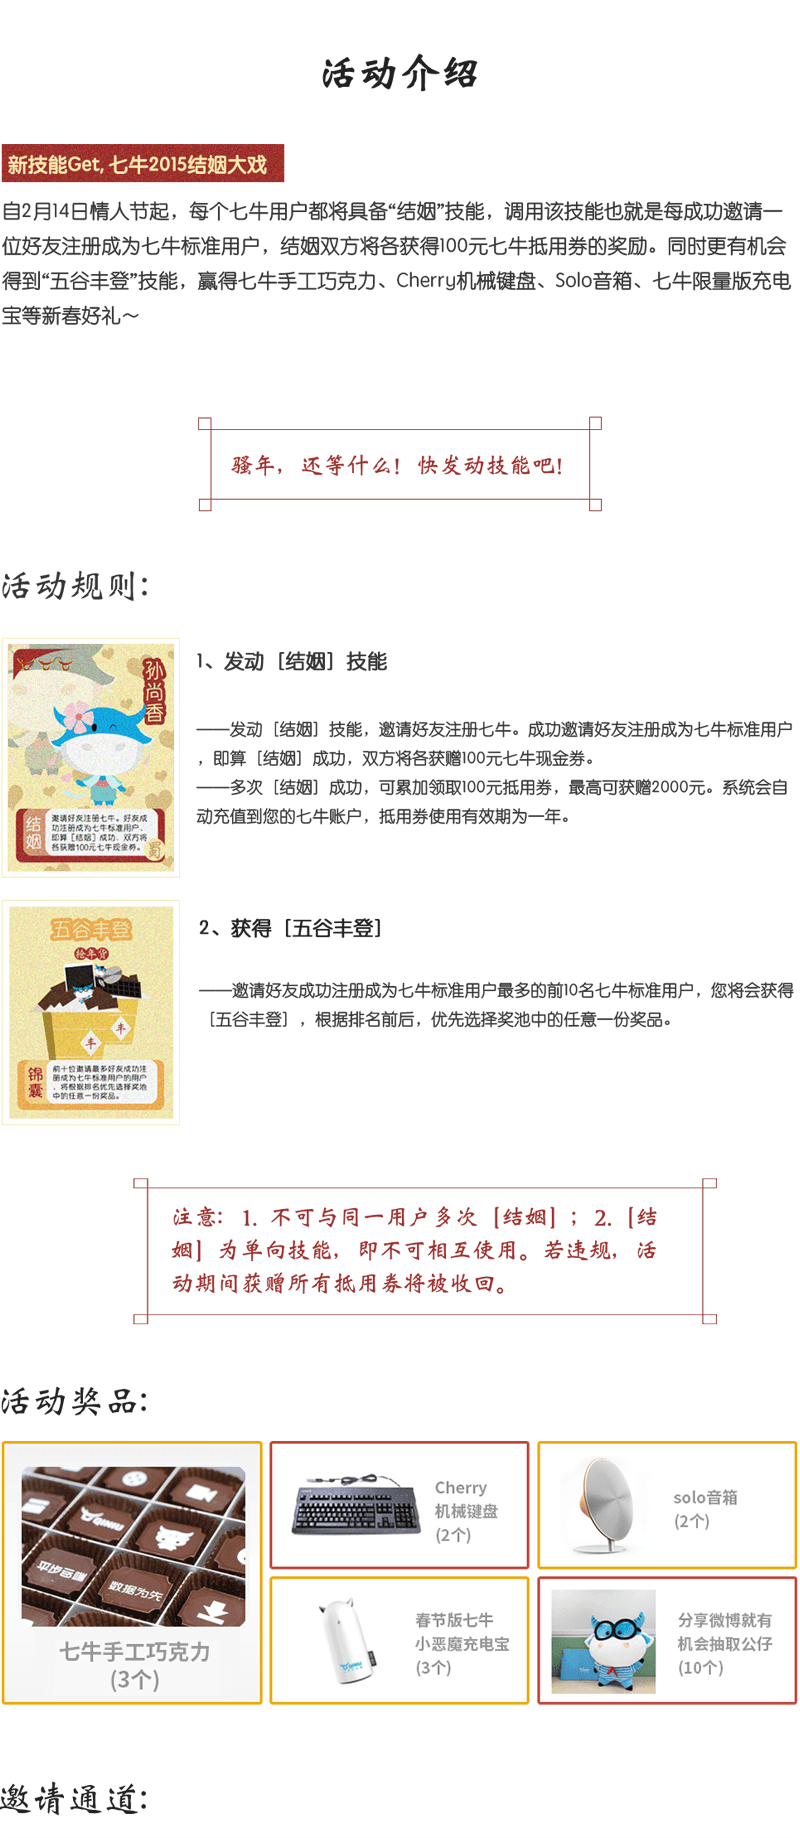 活动介绍
新技能Get, 七牛2015结姻大戏
自2月14日情人节起，每个七牛用户都将具备“结姻”技能，调用该技能也就是每成功邀请一
位好友注册成为七牛标准用户，结姻双方将各获得100元七牛抵用券的奖励。同时更有机会
得到“五谷丰登”技能，赢得七牛手工巧克力、Cherry机械键盘、Solo音箱、七牛限量版充电
宝等新春好礼～
骚年，还等什么！快发动技能吧！
活动规则：
孙尚香
结姻
邀请好友注册七牛。好友成
功注册成为七牛标准用户，
即算［结姻］成功，双方将
各获赠100元七牛现金券。
蜀
1、发动［结姻］技能
——发动［结姻］技能，邀请好友注册七牛。成功邀请好友注册成为七牛标准用户
，即算［结姻］成功，双方将各获赠100元七牛现金券。
——多次［结姻］成功，可累加领取100元抵用券，最高可获赠2000元。系统会自
动充值到您的七牛账户，抵用券使用有效期为一年。
五谷丰登
抢年货
丰
丰
锦囊
前十位邀请最多好友成功注
册成为七牛标准用户的用户
，将根据排名优先选择奖池
中的任意一份奖品。
2、获得［五谷丰登］
——邀请好友成功注册成为七牛标准用户最多的前10名七牛标准用户，您将会获得
［五谷丰登］，根据排名前后，优先选择奖池中的任意一份奖品。
注意：1. 不可与同一用户多次［结姻］；2.［结
姻］为单向技能，即不可相互使用。若违规，活
动期间获赠所有抵用券将被收回。
活动奖品：
QINIU
数据为先
七牛手工巧克力
(3个)
Cherry
机械键盘
(2个)
solo音箱
(2个)
QINIU
春节版七牛
小恶魔充电宝
(3个)
分享微博就有
机会抽取公仔
(10个)
邀请通道：